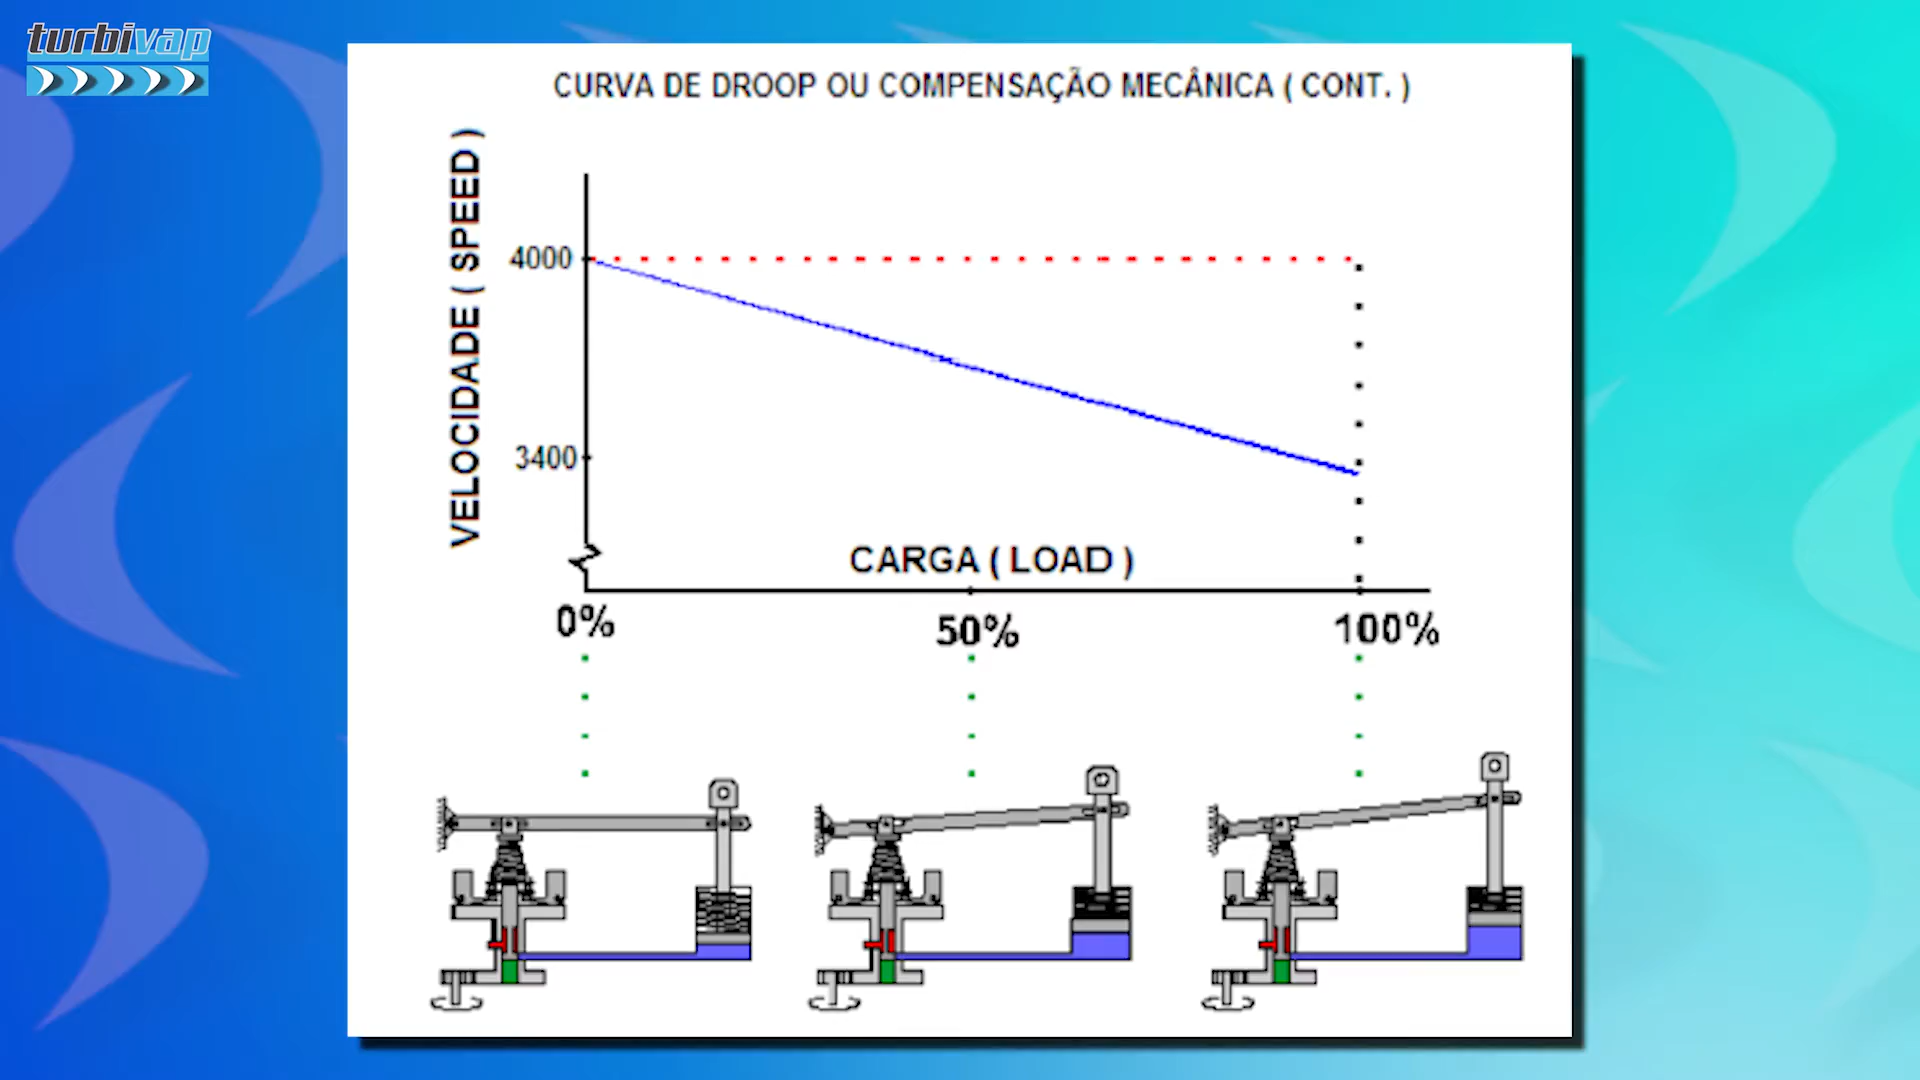 turbivap
CURVA DE DROOP OU COMPENSAÇÃO MECÂNICA ( CONT. )
VELOCIDADE ( SPEED )
4000
3400
CARGA ( LOAD )
0%
50%
100%